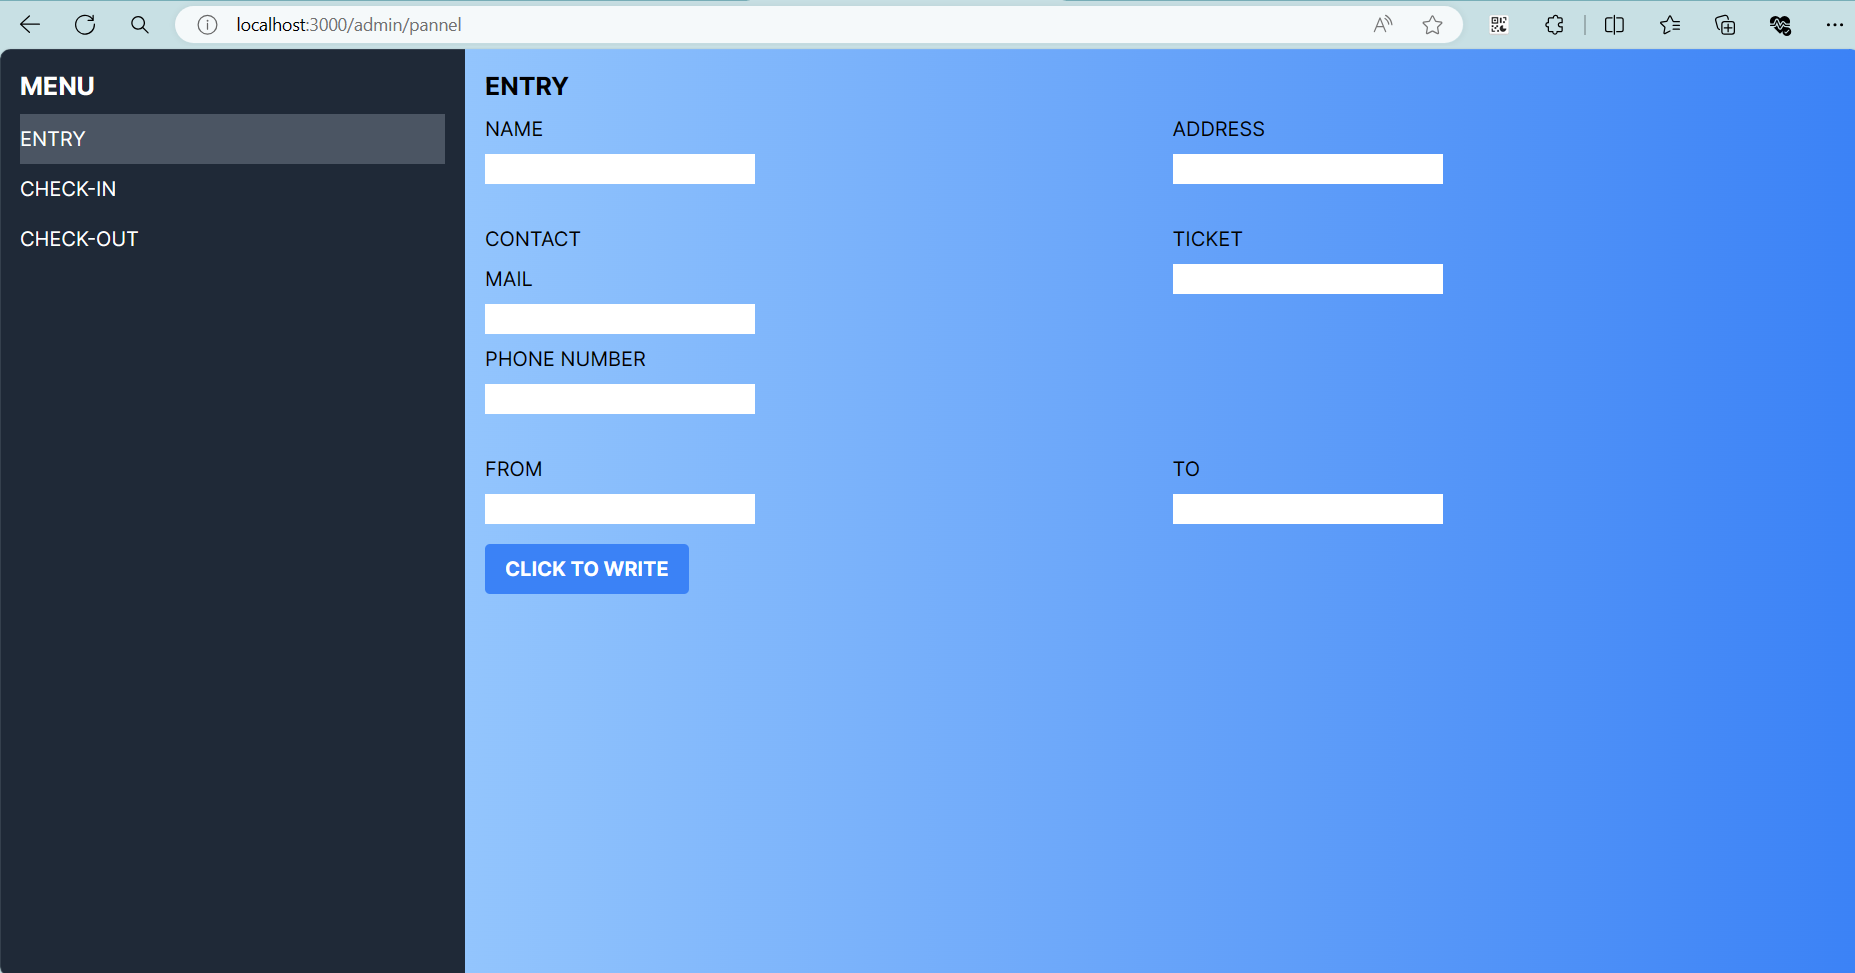 localhost:3000/admin/pannel
MENU
ENTRY
CHECK-IN
CHECK-OUT
ENTRY
NAME
ADDRESS
CONTACT
TICKET
MAIL
PHONE NUMBER
FROM
TO
CLICK TO WRITE